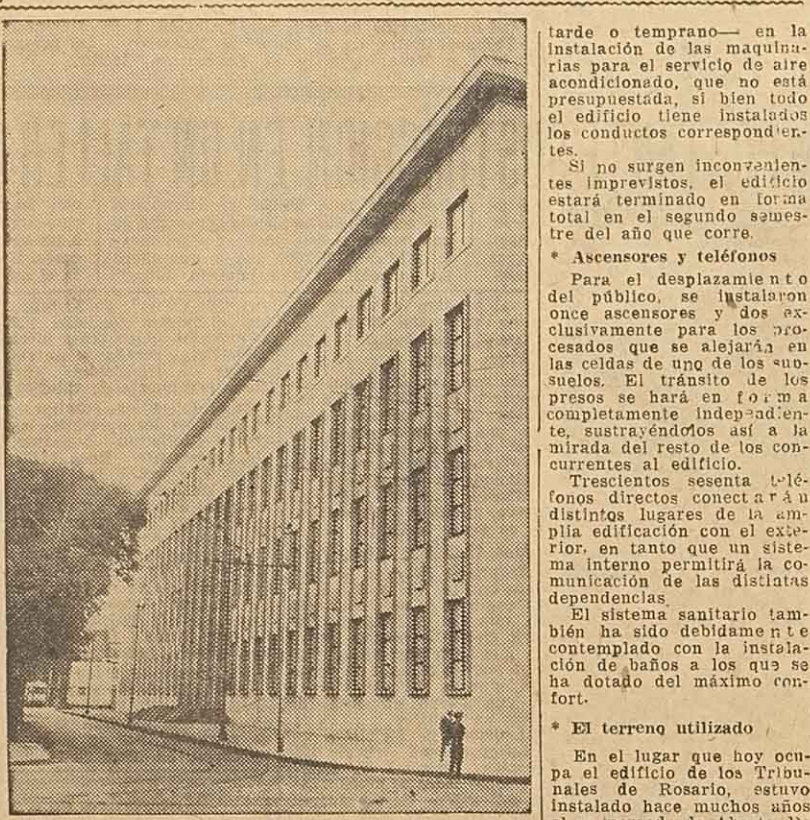 tarde o temprano— en la
instalación de las maquina-
rias para el servicio de aire
acondicionado, que no está
presupuestada, si bien todo
el edificio tiene instalados
los conductos correspondien-
tes.
Si no surgen inconvenien-
tes imprevistos, el edificio
estará terminado en forma
total en el segundo semes-
tre del año que corre.
* Ascensores y teléfonos
Para el desplazamiento
del público, se instalaron
once ascensores y dos ex-
clusivamente para los pro-
cesados que se alejarán en
las celdas de uno de los sub-
suelos. El tránsito de los
presos se hará en forma
completamente independien-
te, sustrayéndolos así a la
mirada del resto de los con-
currentes al edificio.
Trescientos sesenta telé-
fonos directos conectarán
distintos lugares de la am-
plia edificación con el exte-
rior, en tanto que un siste-
ma interno permitirá la co-
municación de las distintas
dependencias.
El sistema sanitario tam-
bién ha sido debidamente
contemplado con la instala-
ción de baños a los que se
ha dotado del máximo con-
fort.
* El terreno utilizado
En el lugar que hoy ocu-
pa el edificio de los Tribu-
nales de Rosario, estuvo
instalado hace muchos años